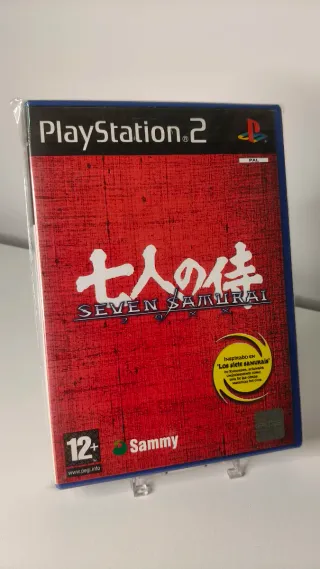 PlayStation®2
PAL
七人の侍
SEVEN SAMURAI
Inspirado en
"Los siete samuráis"
12+
www.pegi.info
Sammy